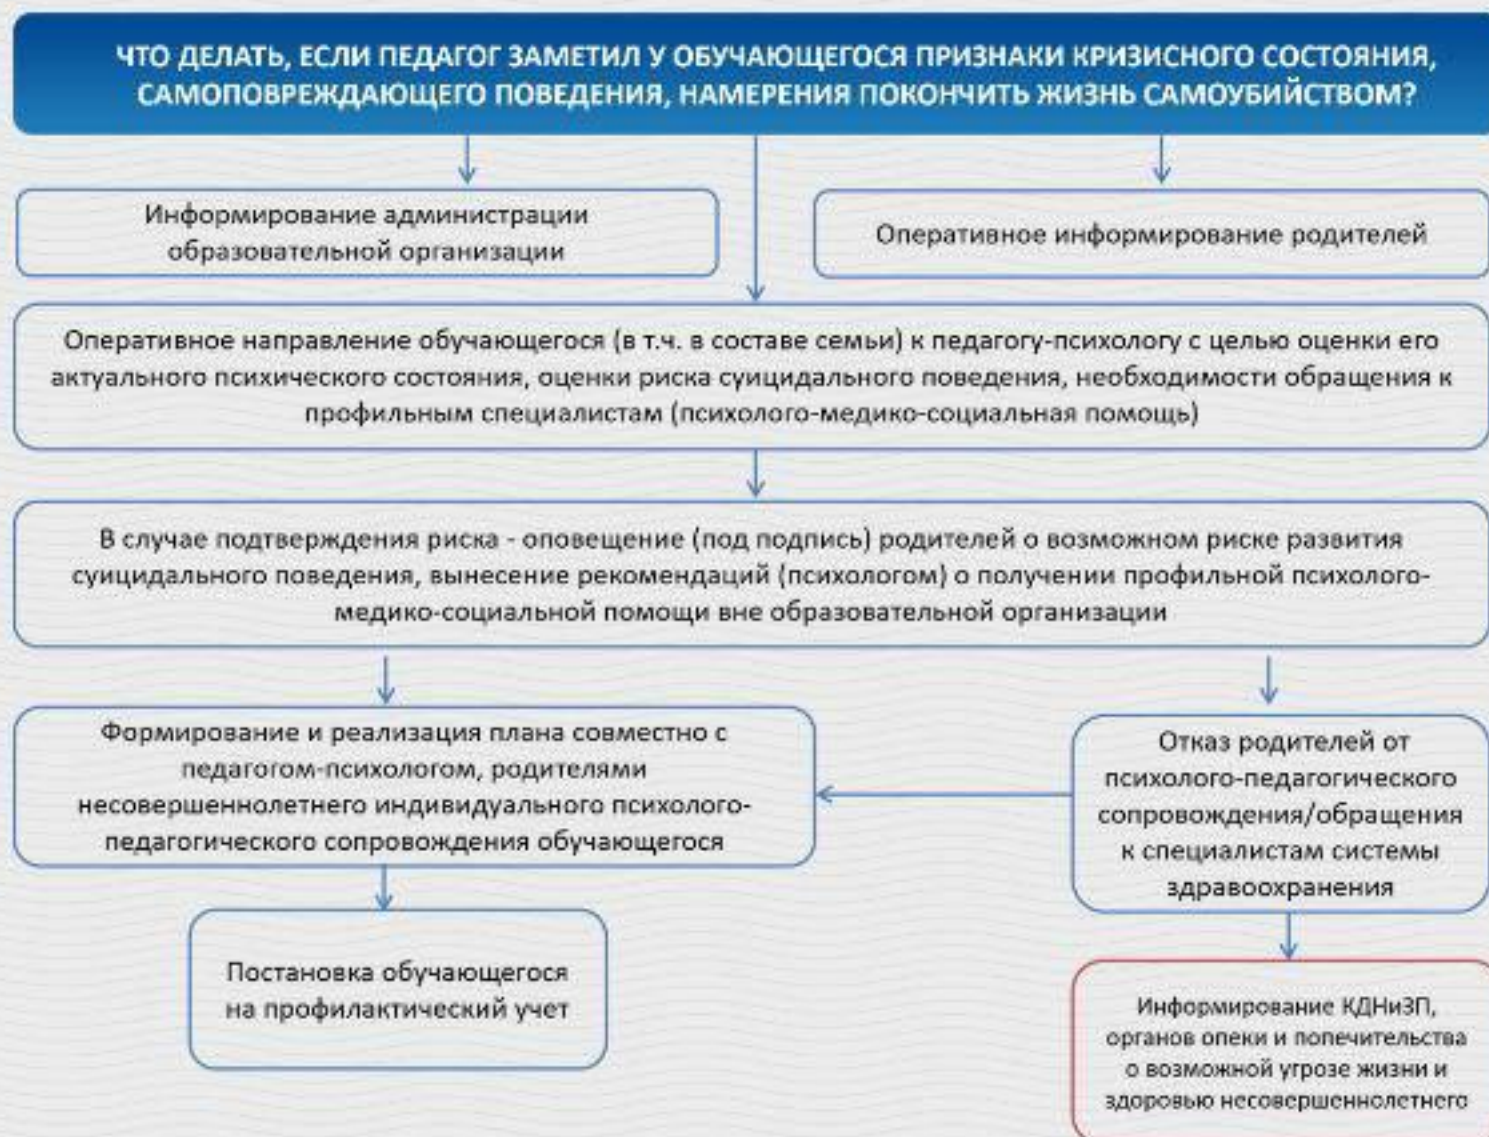 ЧТО ДЕЛАТЬ, ЕСЛИ ПЕДАГОГ ЗАМЕТИЛ У ОБУЧАЮЩЕГОСЯ ПРИЗНАКИ КРИЗИСНОГО СОСТОЯНИЯ,
САМОПОВРЕЖДАЮЩЕГО ПОВЕДЕНИЯ, НАМЕРЕНИЯ ПОКОНЧИТЬ ЖИЗНЬ САМОУБИЙСТВОМ?
Информирование администрации
образовательной организации
Оперативное информирование родителей
Оперативное направление обучающегося (в т.ч. в составе семьи) к педагогу-психологу с целью оценки его
актуального психического состояния, оценки риска суицидального поведения, необходимости обращения к
профильным специалистам (психолого-медико-социальная помощь)
В случае подтверждения риска - оповещение (под подпись) родителей о возможном риске развития
суицидального поведения, вынесение рекомендаций (психологом) о получении профильной психолого-
медико-социальной помощи вне образовательной организации
Формирование и реализация плана совместно с
педагогом-психологом, родителями
несовершеннолетнего индивидуального психолого-
педагогического сопровождения обучающегося
Отказ родителей от
психолого-педагогического
сопровождения/обращения
к специалистам системы
здравоохранения
Постановка обучающегося
на профилактический учет
Информирование КДНиЗП,
органов опеки и попечительства
о возможной угрозе жизни и
здоровью несовершеннолетнего